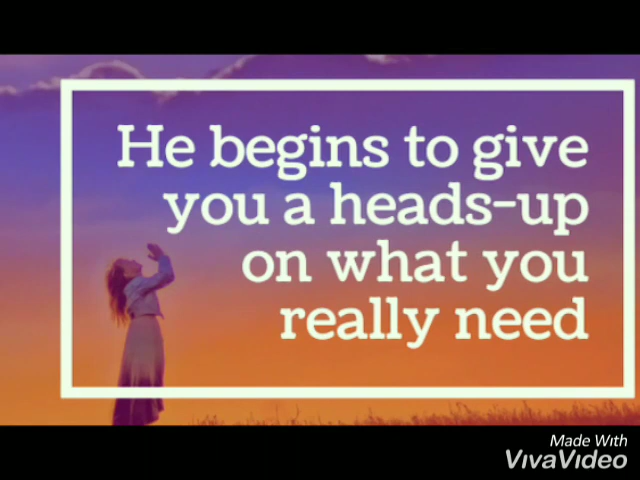 He begins to give
you a heads-up
on what you
really need
Made With
VivaVideo